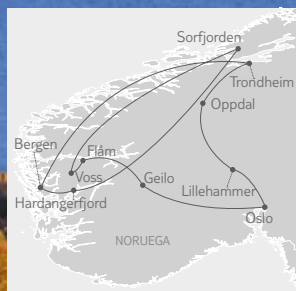 Sorfjorden
Trondheim
Oppdal
Bergen
Flåm
Voss
Geilo
Hardangerfjord
Lillehammer
Oslo
NORUEGA